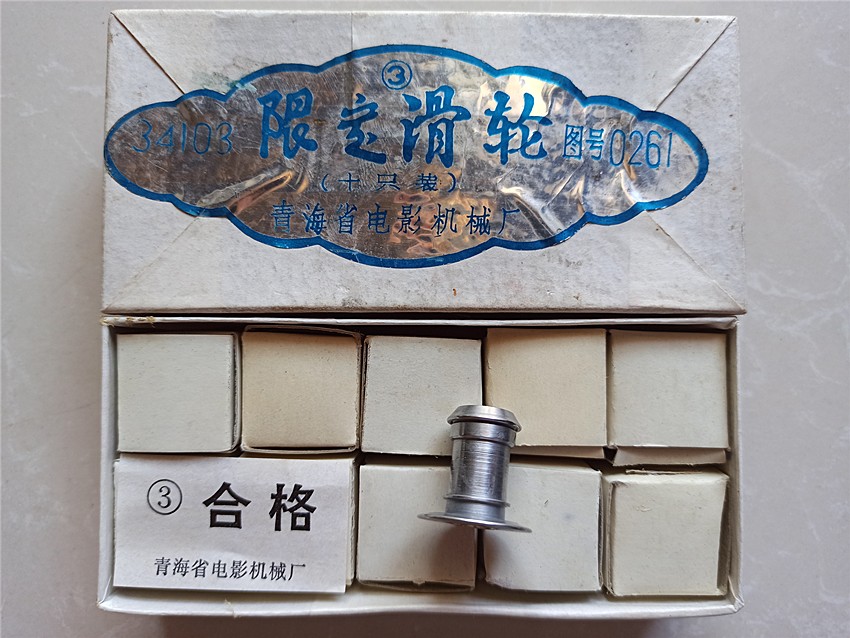 ③
34103 限定滑轮 图号0261
(十只装)
青海省电影机械厂
③ 合格
青海省电影机械厂